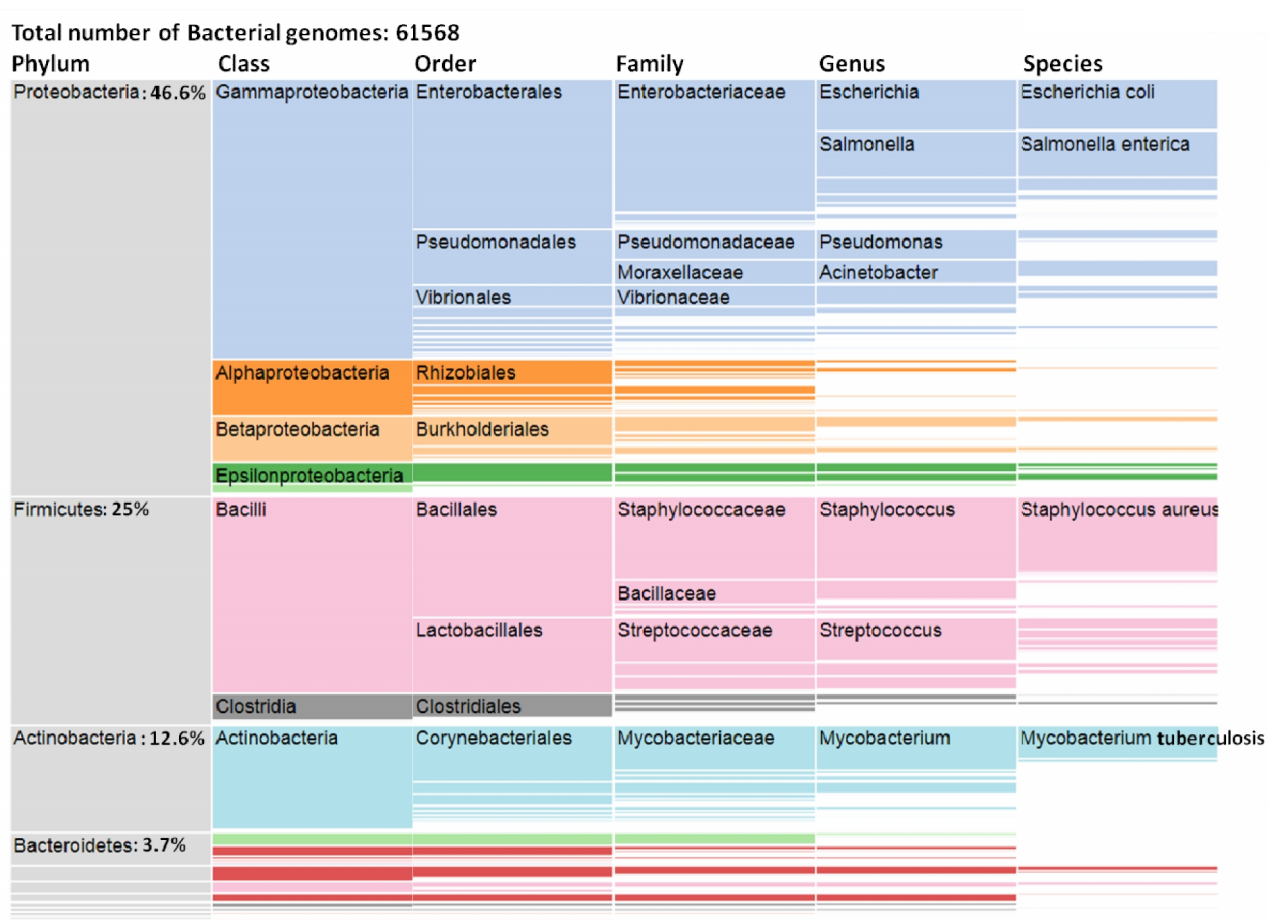 Total number of Bacterial genomes: 61568
Phylum Class Order Family Genus Species
Proteobacteria: 46.6% Gammaproteobacteria Enterobacterales Enterobacteriaceae Escherichia Escherichia coli
Salmonella Salmonella enterica
Pseudomonadales Pseudomonadaceae Pseudomonas
Moraxellaceae Acinetobacter
Vibrionales Vibrionaceae
Alphaproteobacteria Rhizobiales
Betaproteobacteria Burkholderiales
Epsilonproteobacteria
Firmicutes: 25% Bacilli Bacillales Staphylococcaceae Staphylococcus Staphylococcus aureus
Bacillaceae
Lactobacillales Streptococcaceae Streptococcus
Clostridia Clostridiales
Actinobacteria : 12.6% Actinobacteria Corynebacteriales Mycobacteriaceae Mycobacterium Mycobacterium tuberculosis
Bacteroidetes: 3.7%